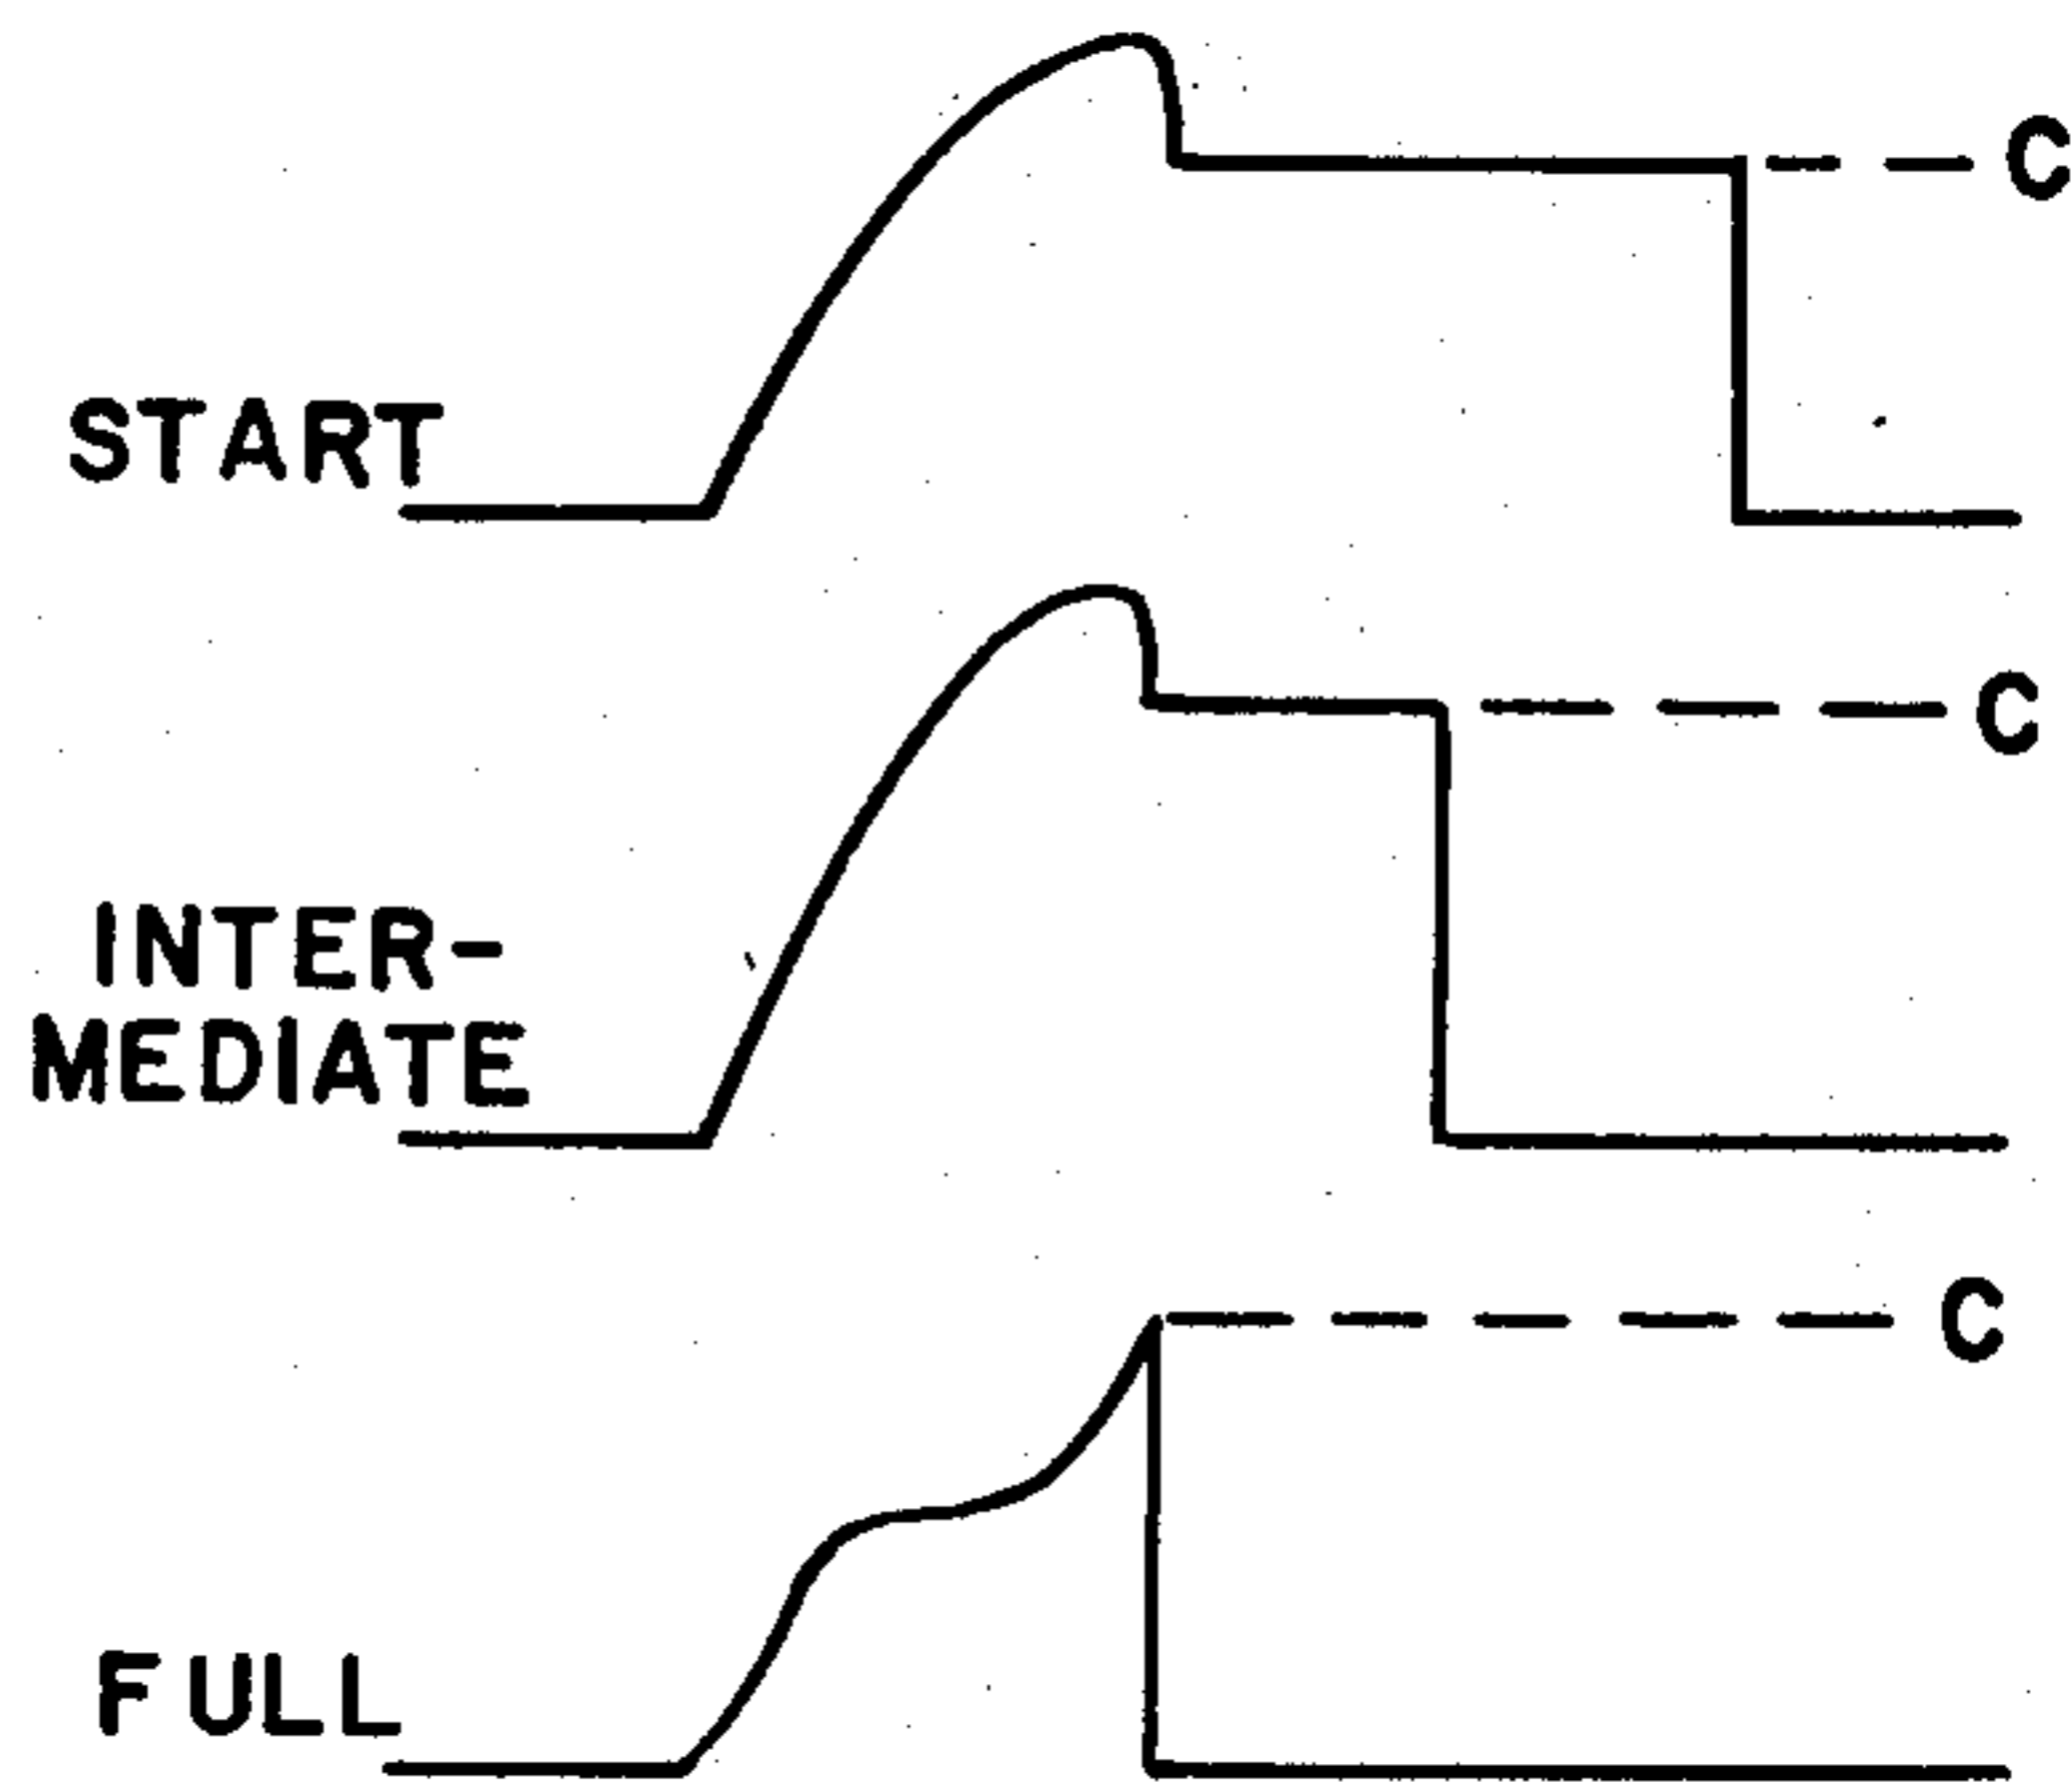 C
START
C
INTER-
MEDIATE
C
FULL